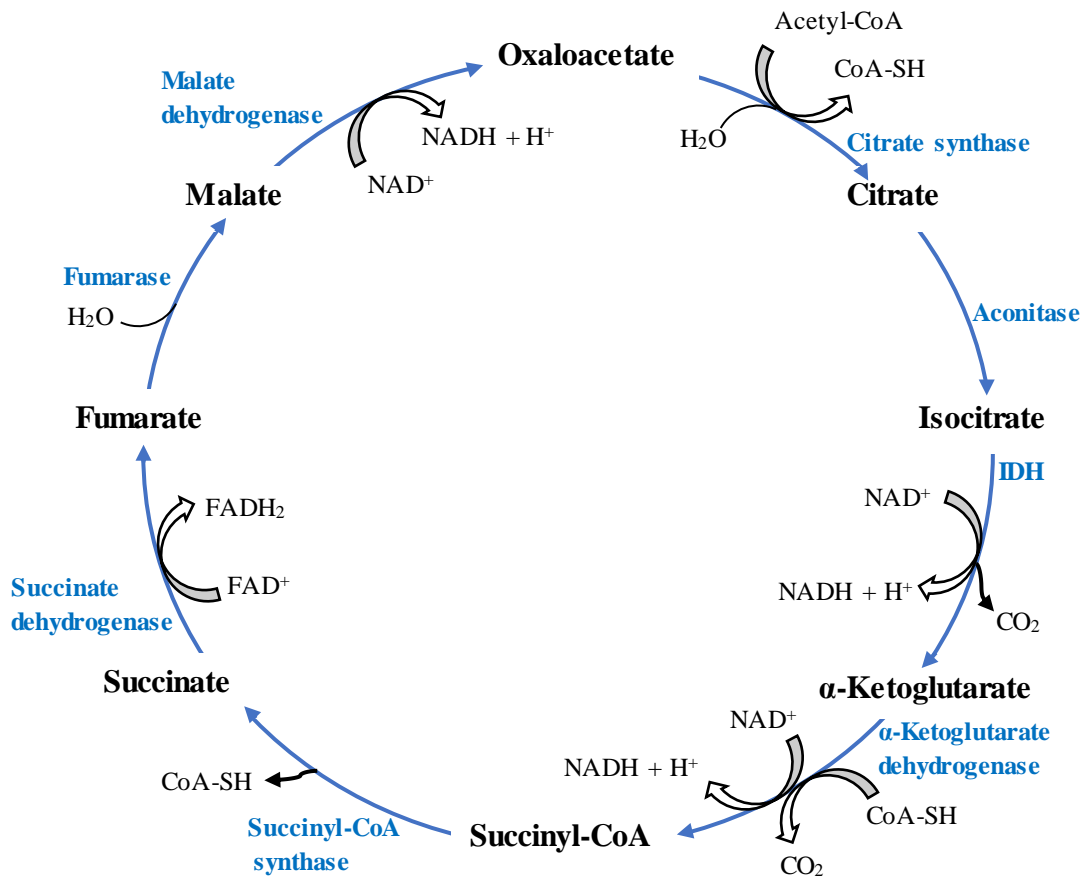 Acetyl-CoA
Oxaloacetate
CoA-SH
Malate
dehydrogenase
NADH + H⁺
H₂O
Citrate synthase
NAD⁺
Malate
Citrate
Fumarase
H₂O
Aconitase
Fumarate
Isocitrate
IDH
NAD⁺
FADH₂
FAD⁺
Succinate
dehydrogenase
NADH + H⁺
CO₂
Succinate
α-Ketoglutarate
NAD⁺
α-Ketoglutarate
dehydrogenase
NADH + H⁺
CoA-SH
CoA-SH
Succinyl-CoA
synthase
Succinyl-CoA
CO₂